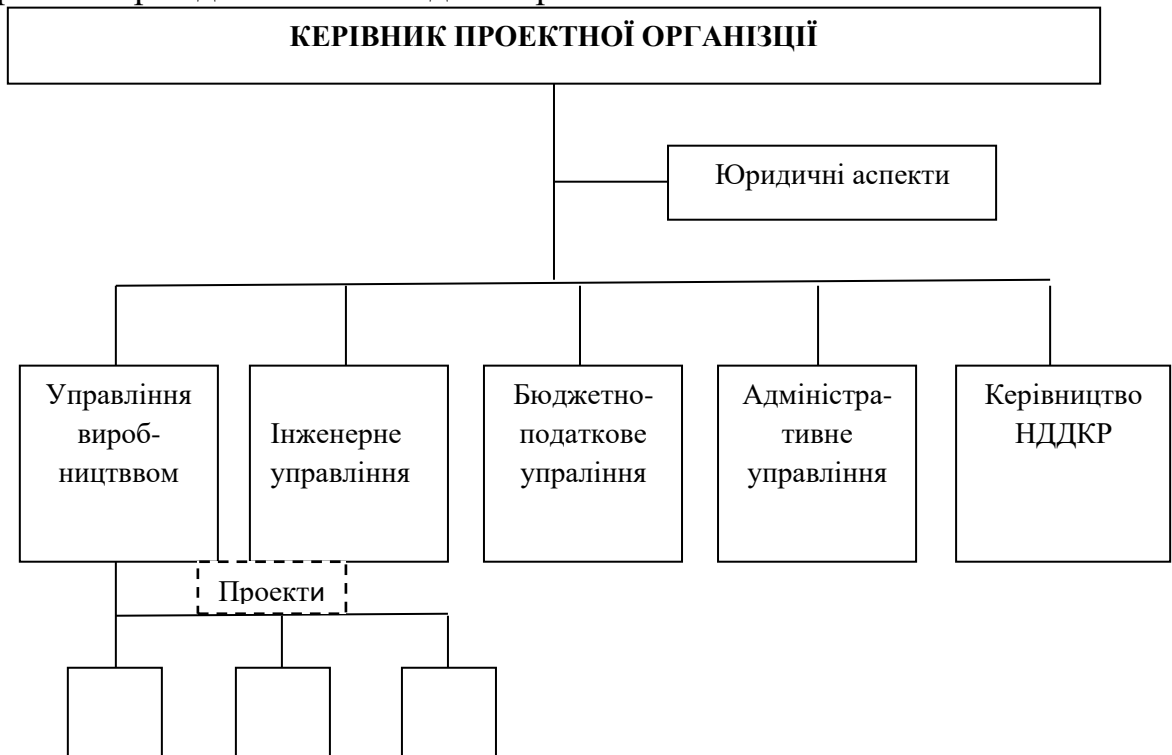 КЕРІВНИК ПРОЕКТНОЇ ОРГАНІЗЦІЇ
Юридичні аспекти
Управління
вироб-
ництввом
Інженерне
управління
Бюджетно-
податкове
упраління
Адміністра-
тивне
управління
Керівництво
НДДКР
Проекти